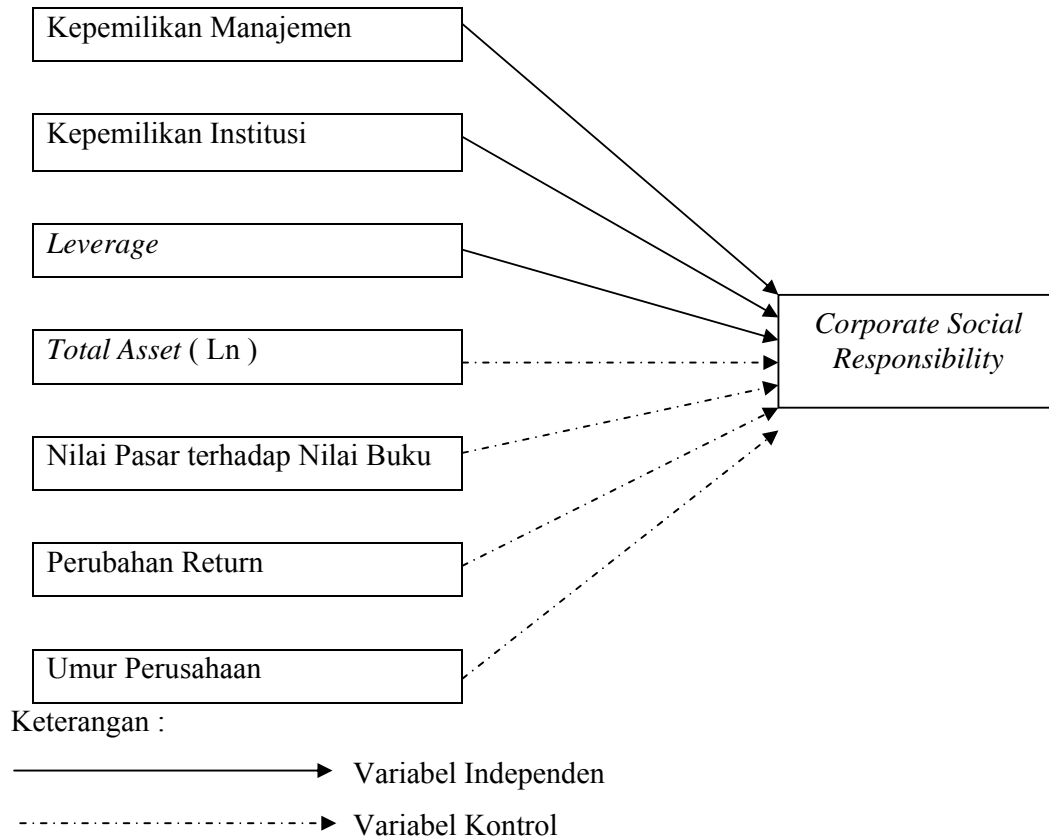 Kepemilikan Manajemen
Kepemilikan Institusi
Leverage
Total Asset ( Ln )
Nilai Pasar terhadap Nilai Buku
Perubahan Return
Umur Perusahaan
Corporate Social
Responsibility
Keterangan :
Variabel Independen
Variabel Kontrol